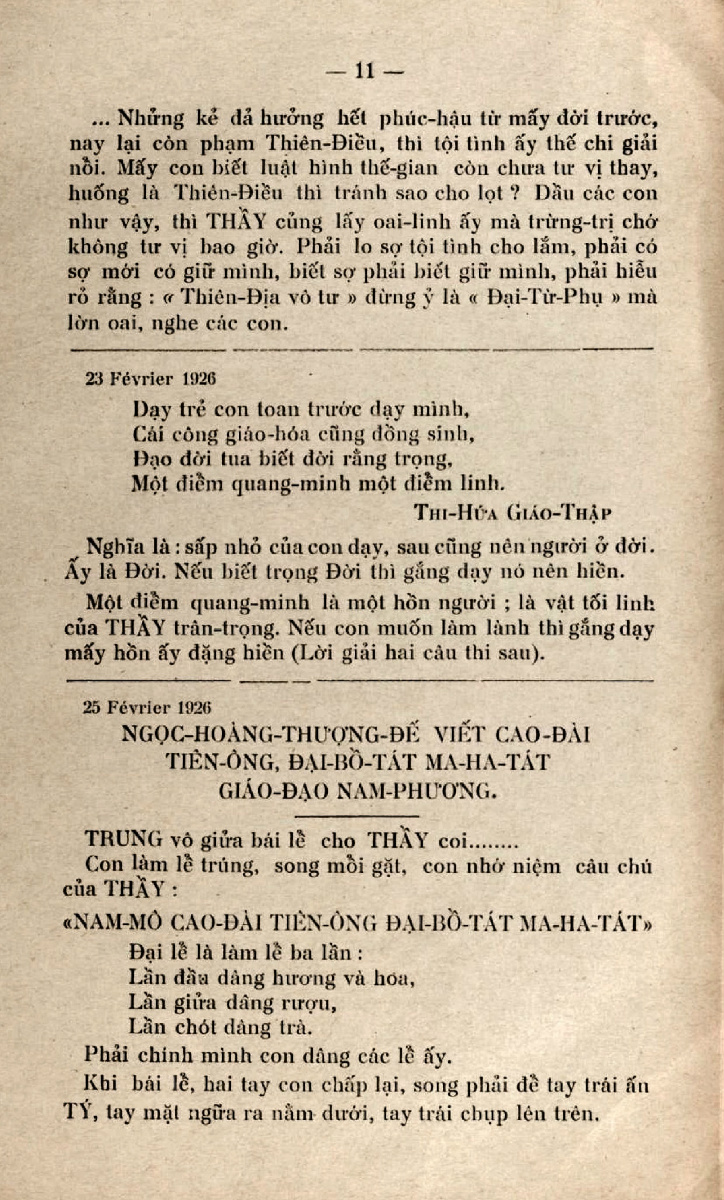 — 11 —
... Nhửng kẻ đả hưởng hết phúc-hậu từ mấy đời trước,
nay lại còn phạm Thiên-Điều, thì tội tình ấy thế chi giải
nồi. Mấy con biết luật hình thế-gian còn chưa tư vị thay,
huống là Thiên-Điều thì tránh sao cho lọt ? Dầu các con
như vậy, thì THẦY củng lấy oai-linh ấy mà trừng-trị chớ
không tư vị bao giờ. Phải lo sợ tội tình cho lắm, phải có
sợ mới có giữ mình, biết sợ phải biết giữ mình, phải hiểu
rỏ rằng : « Thiên-Địa vô tư » đừng ỷ là « Đại-Từ-Phụ » mà
lờn oai, nghe các con.
23 Février 1926
Dạy trẻ con toan trước dạy mình,
Cái công giáo-hóa cũng đồng sinh,
Đạo đời tua biết đời rằng trọng,
Một điểm quang-minh một điểm linh.
THI-HỨA GIÁO-THẬP
Nghĩa là : sấp nhỏ của con dạy, sau cũng nên người ở đời.
Ấy là Đời. Nếu biết trọng Đời thì gắng dạy nó nên hiền.
Một điểm quang-minh là một hồn người ; là vật tối linh
của THẦY trân-trọng. Nếu con muốn làm lành thì gắng dạy
mấy hồn ấy đặng hiền (Lời giải hai câu thi sau).
25 Février 1926
NGỌC-HOÀNG-THƯỢNG-ĐẾ VIẾT CAO-ĐÀI
TIÊN-ÔNG, ĐẠI-BỒ-TÁT MA-HA-TÁT
GIÁO-ĐẠO NAM-PHƯƠNG.
TRUNG vô giửa bái lề cho THẦY coi........
Con làm lề trúng, song mồi gặt, con nhớ niệm câu chú
của THẦY :
«NAM-MÔ CAO-ĐÀI TIÊN-ÔNG ĐẠI-BỒ-TÁT MA-HA-TÁT»
Đại lề là làm lề ba lần :
Lần đầu dâng hương và hóa,
Lần giửa dâng rượu,
Lần chót dâng trà.
Phải chính mình con dâng các lề ấy.
Khi bái lề, hai tay con chấp lại, song phải đề tay trái ấn
TÝ, tay mặt ngữa ra nằm dưới, tay trái chụp lên trên.